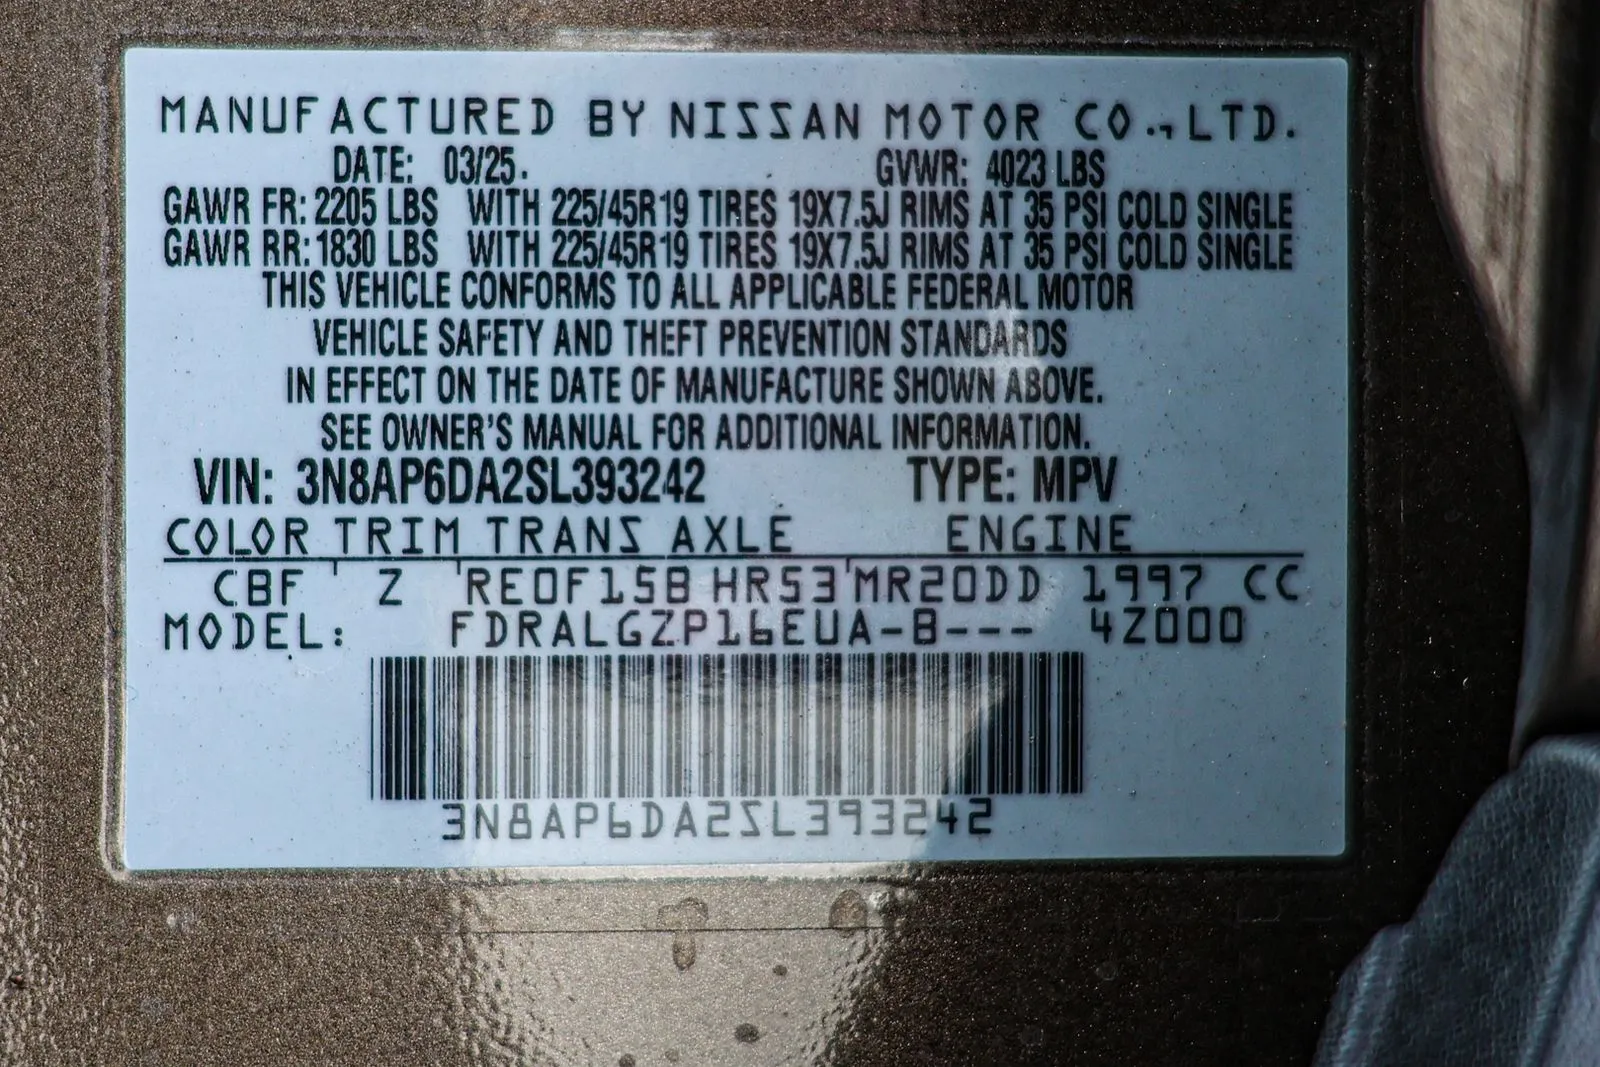 MANUFACTURED BY NISSAN MOTOR CO.,LTD.
DATE: 03/25. GVWR: 4023 LBS
GAWR FR: 2205 LBS WITH 225/45R19 TIRES 19X7.5J RIMS AT 35 PSI COLD SINGLE
GAWR RR: 1830 LBS WITH 225/45R19 TIRES 19X7.5J RIMS AT 35 PSI COLD SINGLE
THIS VEHICLE CONFORMS TO ALL APPLICABLE FEDERAL MOTOR
VEHICLE SAFETY AND THEFT PREVENTION STANDARDS
IN EFFECT ON THE DATE OF MANUFACTURE SHOWN ABOVE.
SEE OWNER'S MANUAL FOR ADDITIONAL INFORMATION.
VIN: 3N8AP6DA2SL393242 TYPE: MPV
COLOR TRIM TRANS AXLE ENGINE
CBF Z RE0F15B HR53 MR20DD 1997 CC
MODEL: FDRALGZP16EUA-B--- 4Z000
3N8AP6DA2SL393242